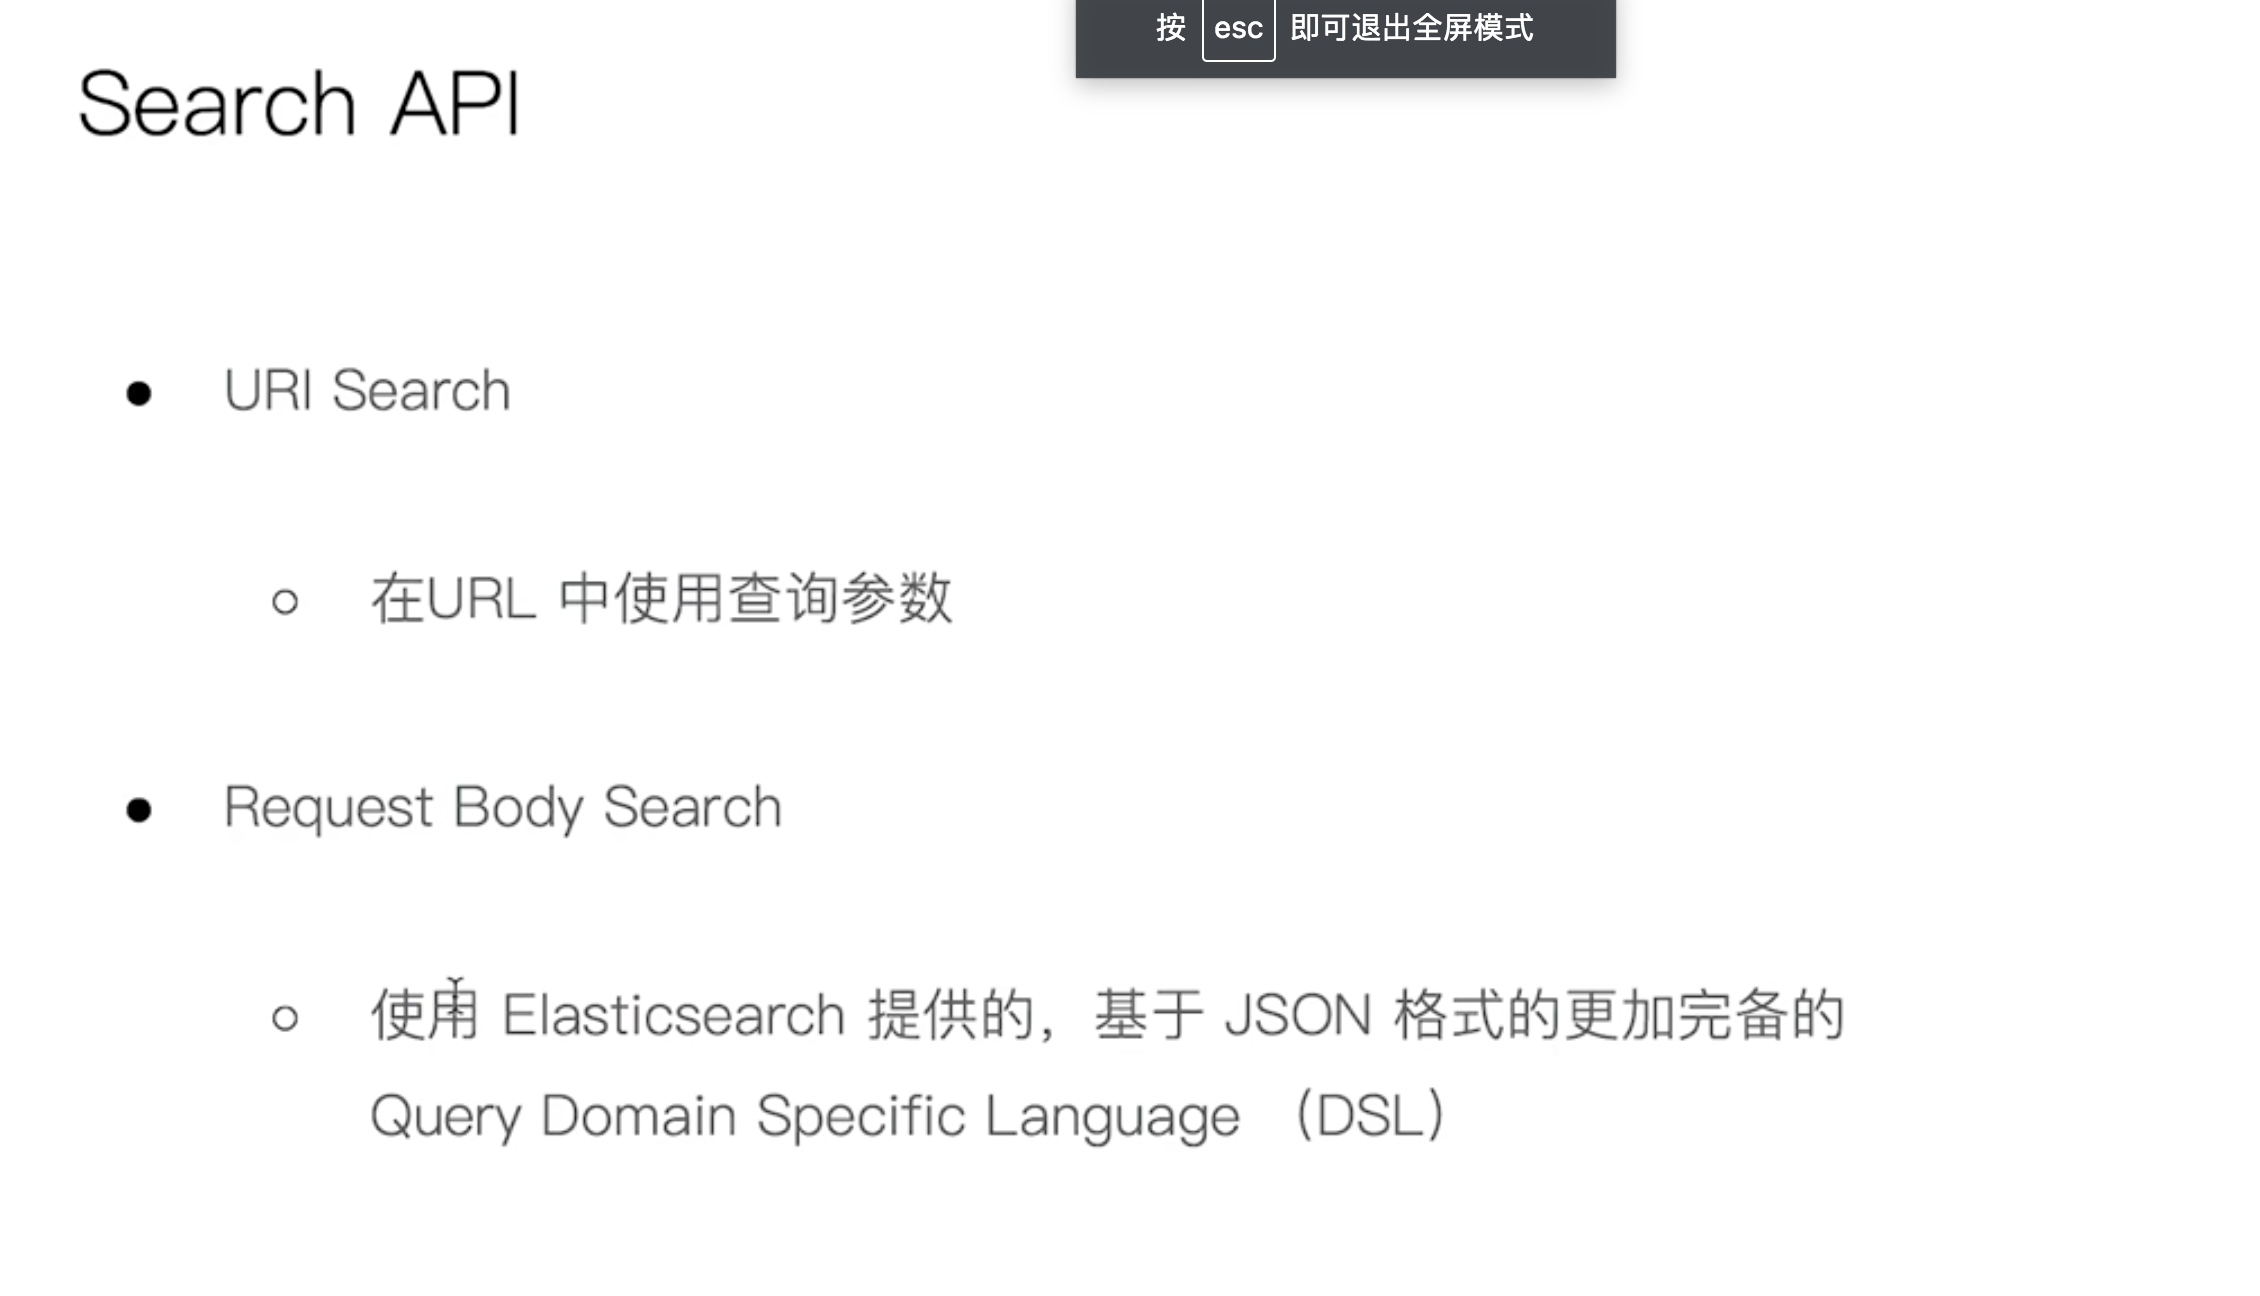 按 esc 即可退出全屏模式
Search API
● URI Search
○ 在URL 中使用查询参数
● Request Body Search
○ 使用 Elasticsearch 提供的，基于 JSON 格式的更加完备的
Query Domain Specific Language （DSL）